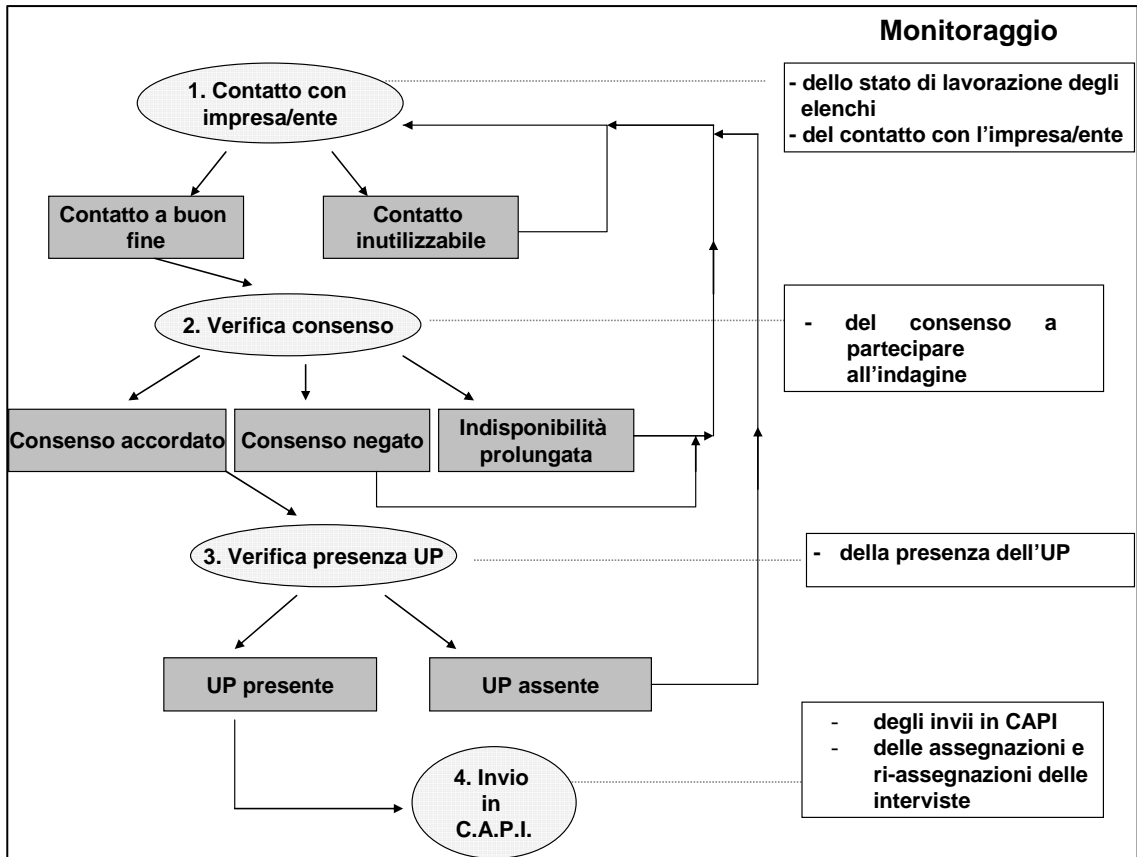 Monitoraggio
1. Contatto con
impresa/ente
- dello stato di lavorazione degli
elenchi
- del contatto con l'impresa/ente
Contatto a buon
fine
Contatto
inutilizzabile
2. Verifica consenso
- del consenso a
partecipare
all'indagine
Consenso accordato
Consenso negato
Indisponibilità
prolungata
3. Verifica presenza UP
- della presenza dell'UP
UP presente
UP assente
- degli invii in CAPI
- delle assegnazioni e
ri-assegnazioni delle
interviste
4. Invio
in
C.A.P.I.